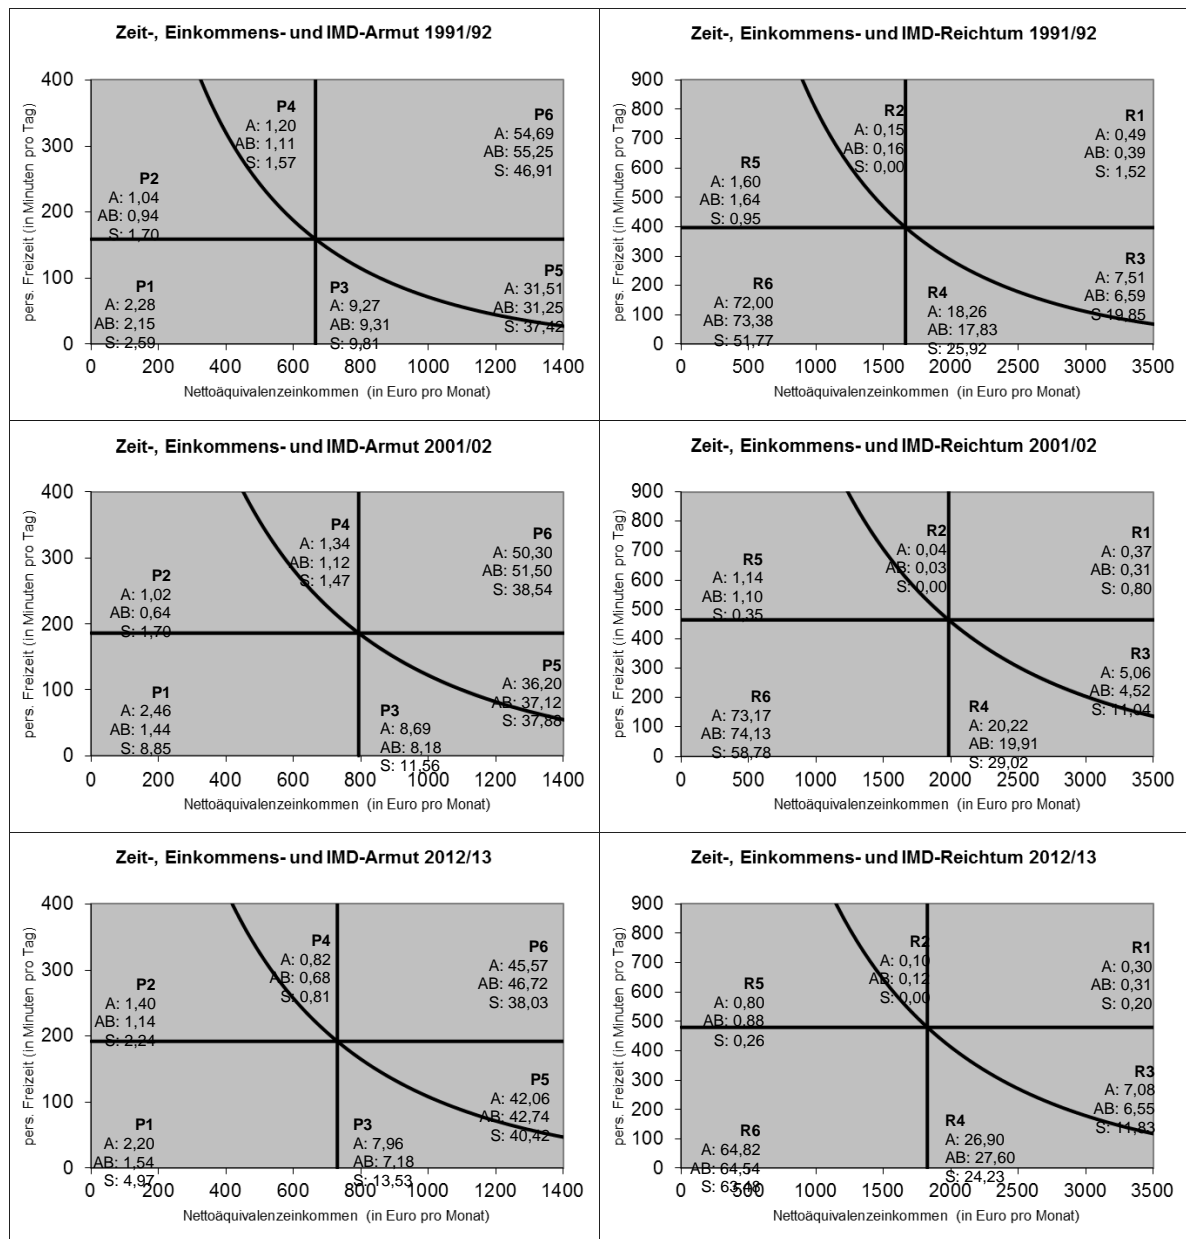 Zeit-, Einkommens- und IMD-Armut 1991/92
pers. Freizeit (in Minuten pro Tag)
400
300
200
100
0
P4
A: 1,20
AB: 1,11
S: 1,57
P6
A: 54,69
AB: 55,25
S: 46,91
P2
A: 1,04
AB: 0,94
S: 1,70
P1
A: 2,28
AB: 2,15
S: 2,59
P3
A: 9,27
AB: 9,31
S: 9,81
P5
A: 31,51
AB: 31,25
S: 37,42
0 200 400 600 800 1000 1200 1400
Nettoäquivalenzeinkommen (in Euro pro Monat)
Zeit-, Einkommens- und IMD-Reichtum 1991/92
pers. Freizeit (in Minuten pro Tag)
900
800
700
600
500
400
300
200
100
0
R2
A: 0,15
AB: 0,16
S: 0,00
R1
A: 0,49
AB: 0,39
S: 1,52
R5
A: 1,60
AB: 1,64
S: 0,95
R6
A: 72,00
AB: 73,38
S: 51,77
R4
A: 18,26
AB: 17,83
S: 25,92
R3
A: 7,51
AB: 6,59
S: 19,85
0 500 1000 1500 2000 2500 3000 3500
Nettoäquivalenzeinkommen (in Euro pro Monat)
Zeit-, Einkommens- und IMD-Armut 2001/02
pers. Freizeit (in Minuten pro Tag)
400
300
200
100
0
P4
A: 1,34
AB: 1,12
S: 1,47
P6
A: 50,30
AB: 51,50
S: 38,54
P2
A: 1,02
AB: 0,64
S: 1,70
P1
A: 2,46
AB: 1,44
S: 8,85
P3
A: 8,69
AB: 8,18
S: 11,56
P5
A: 36,20
AB: 37,12
S: 37,88
0 200 400 600 800 1000 1200 1400
Nettoäquivalenzeinkommen (in Euro pro Monat)
Zeit-, Einkommens- und IMD-Reichtum 2001/02
pers. Freizeit (in Minuten pro Tag)
900
800
700
600
500
400
300
200
100
0
R2
A: 0,04
AB: 0,03
S: 0,00
R1
A: 0,37
AB: 0,31
S: 0,80
R5
A: 1,14
AB: 1,10
S: 0,35
R6
A: 73,17
AB: 74,13
S: 58,78
R4
A: 20,22
AB: 19,91
S: 29,02
R3
A: 5,06
AB: 4,52
S: 11,04
0 500 1000 1500 2000 2500 3000 3500
Nettoäquivalenzeinkommen (in Euro pro Monat)
Zeit-, Einkommens- und IMD-Armut 2012/13
pers. Freizeit (in Minuten pro Tag)
400
300
200
100
0
P4
A: 0,82
AB: 0,68
S: 0,81
P6
A: 45,57
AB: 46,72
S: 38,03
P2
A: 1,40
AB: 1,14
S: 2,24
P1
A: 2,20
AB: 1,54
S: 4,97
P3
A: 7,96
AB: 7,18
S: 13,53
P5
A: 42,06
AB: 42,74
S: 40,42
0 200 400 600 800 1000 1200 1400
Nettoäquivalenzeinkommen (in Euro pro Monat)
Zeit-, Einkommens- und IMD-Reichtum 2012/13
pers. Freizeit (in Minuten pro Tag)
900
800
700
600
500
400
300
200
100
0
R2
A: 0,10
AB: 0,12
S: 0,00
R1
A: 0,30
AB: 0,31
S: 0,20
R5
A: 0,80
AB: 0,88
S: 0,26
R6
A: 64,82
AB: 64,54
S: 63,48
R4
A: 26,90
AB: 27,60
S: 24,23
R3
A: 7,08
AB: 6,55
S: 11,83
0 500 1000 1500 2000 2500 3000 3500
Nettoäquivalenzeinkommen (in Euro pro Monat)